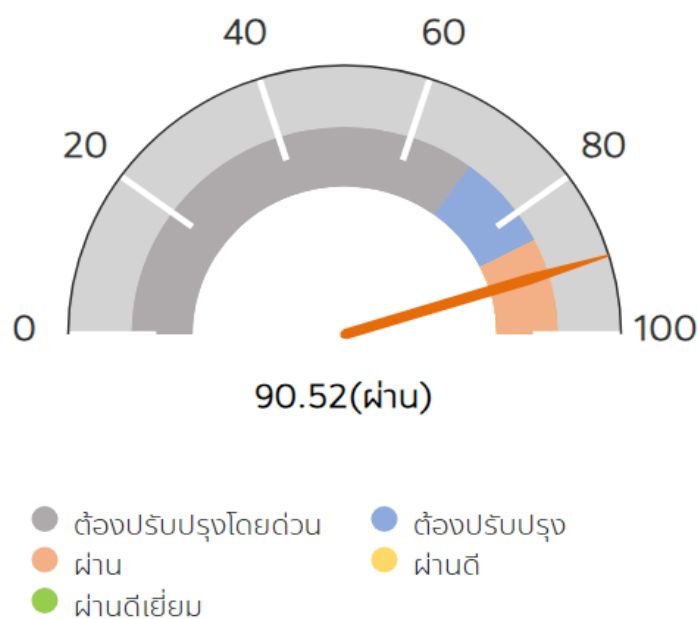 40 60
20 80
0 100
90.52(ผ่าน)
ต้องปรับปรุงโดยด่วน ต้องปรับปรุง
ผ่าน ผ่านดี
ผ่านดีเยี่ยม